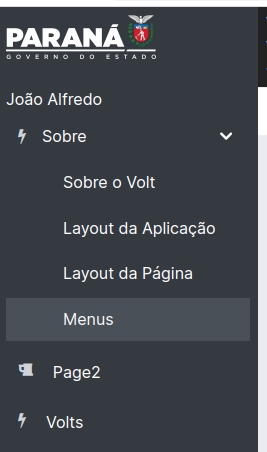 PARANÁ
GOVERNO DO ESTADO
João Alfredo
Sobre
Sobre o Volt
Layout da Aplicação
Layout da Página
Menus
Page2
Volts